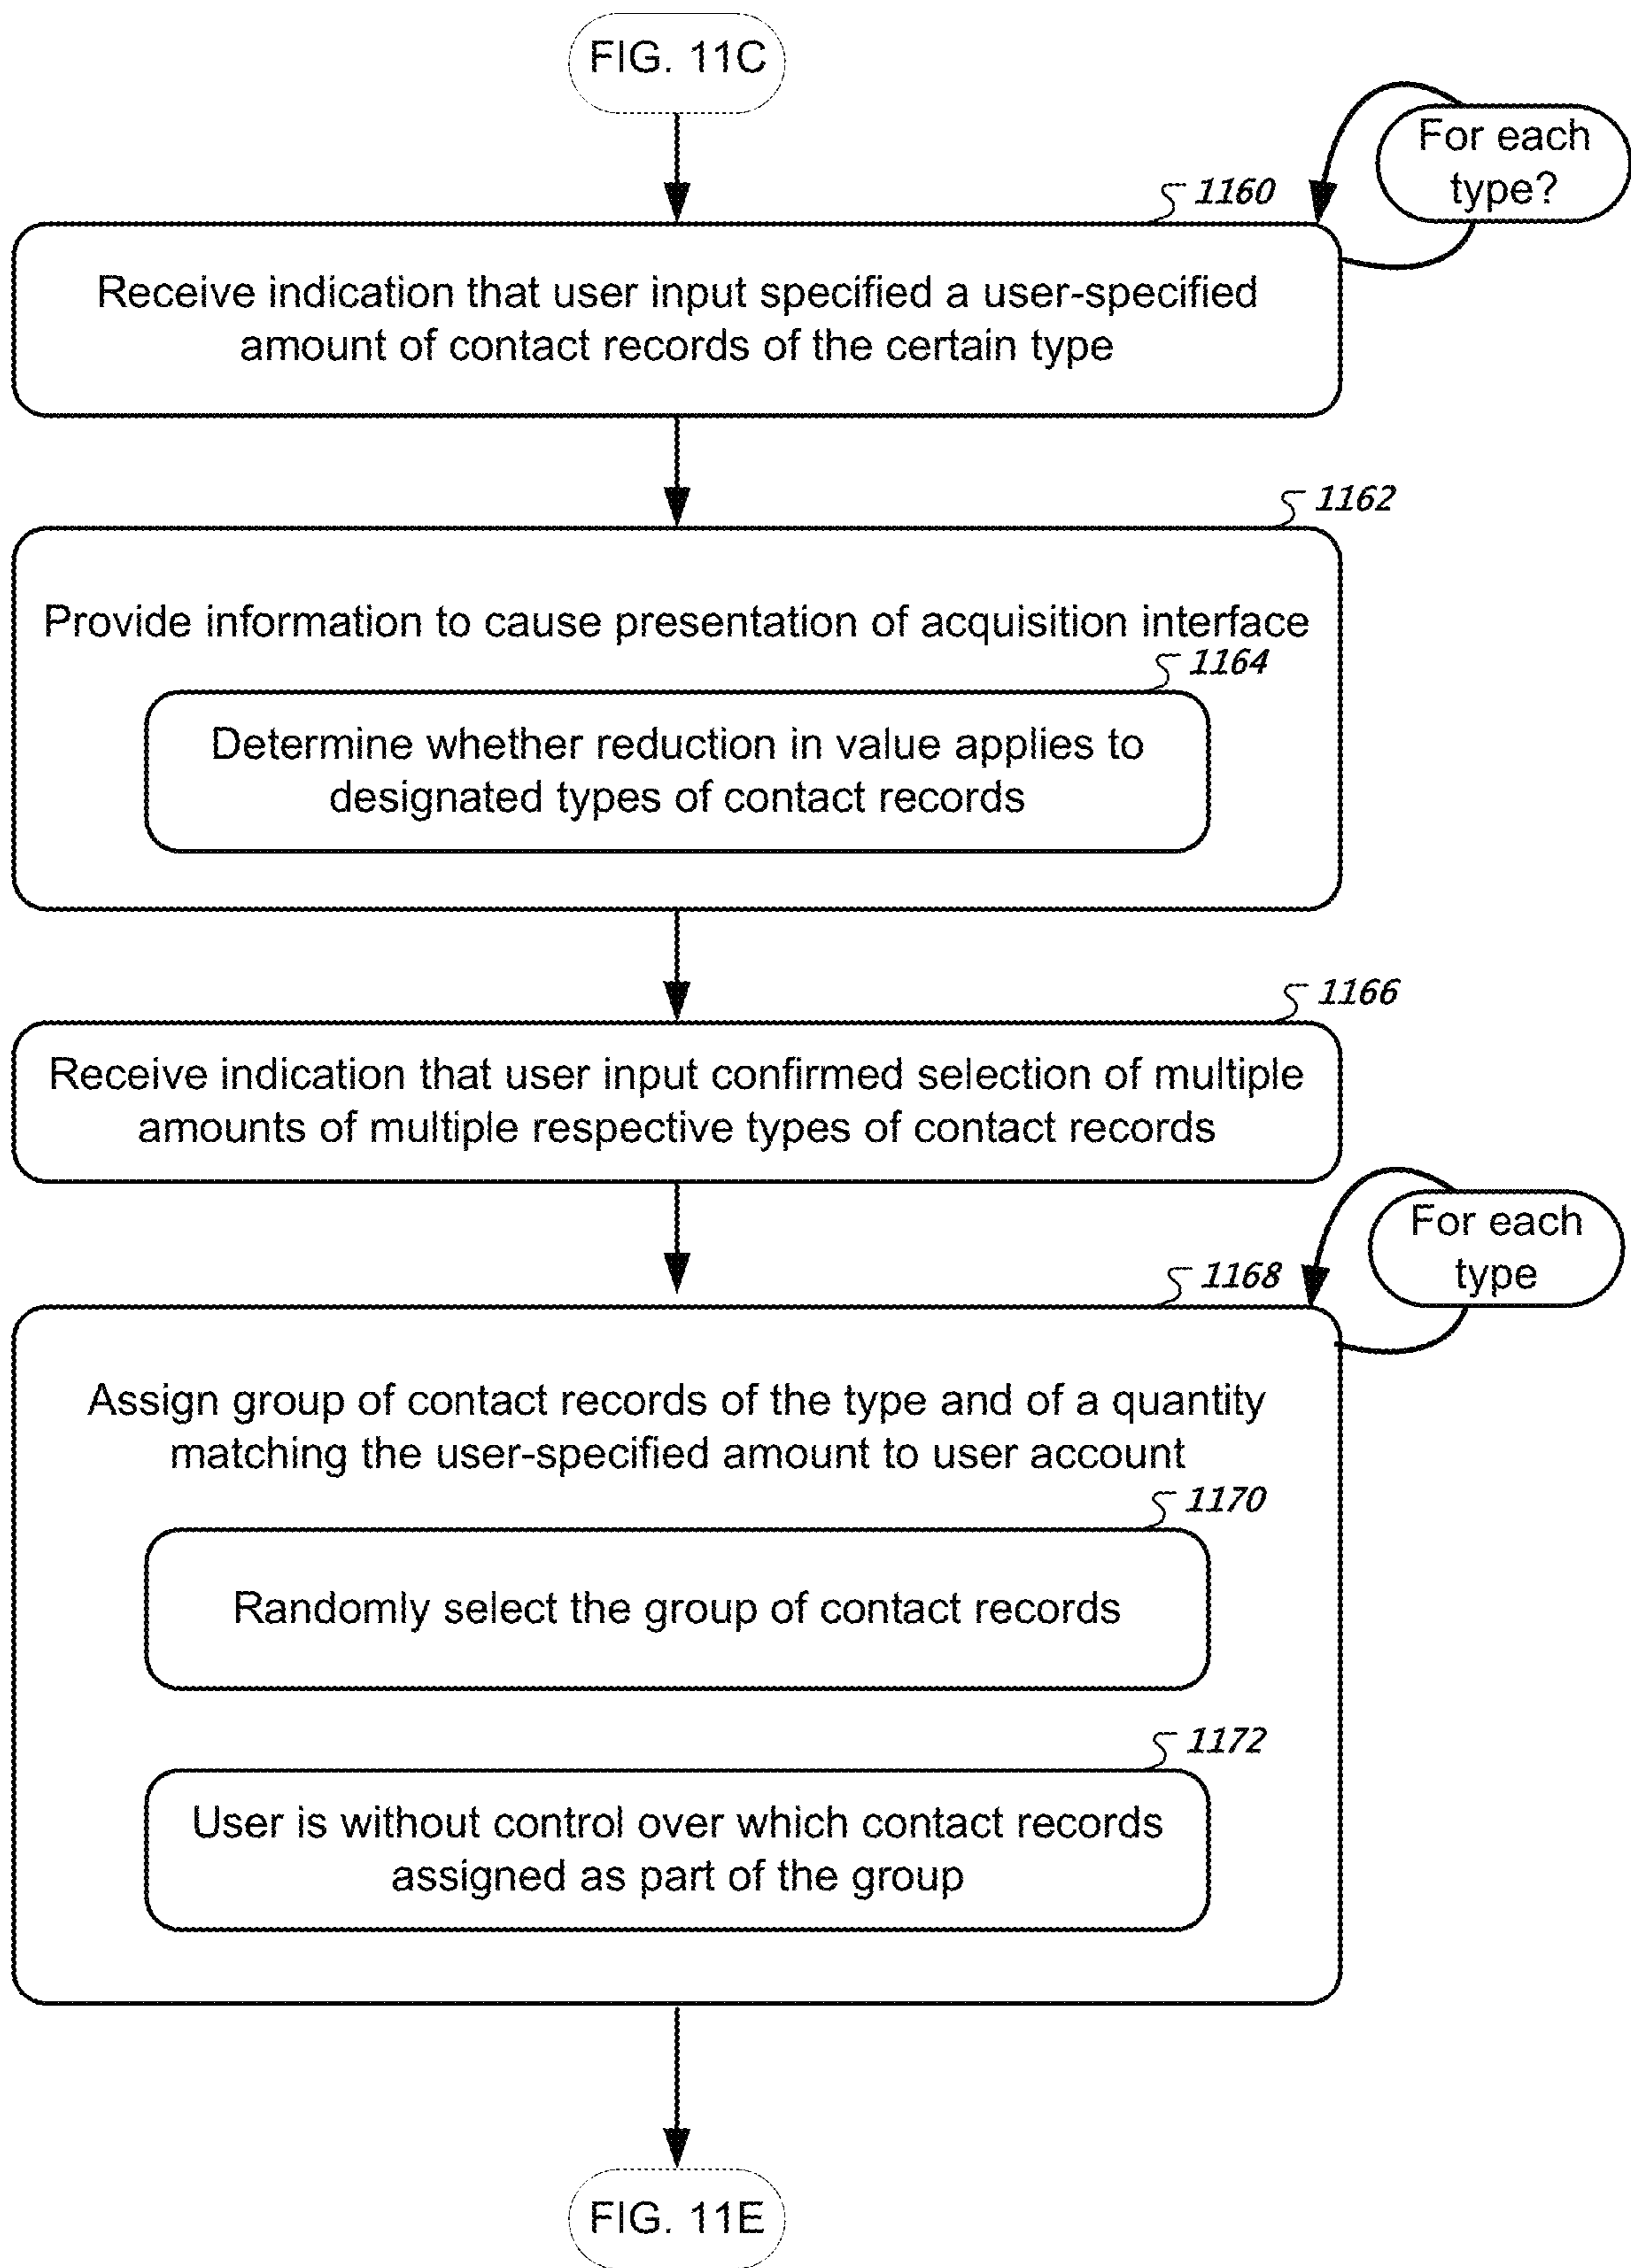 FIG. 11C
For each
type?
1160
Receive indication that user input specified a user-specified
amount of contact records of the certain type
1162
Provide information to cause presentation of acquisition interface
1164
Determine whether reduction in value applies to
designated types of contact records
1166
Receive indication that user input confirmed selection of multiple
amounts of multiple respective types of contact records
For each
type
1168
Assign group of contact records of the type and of a quantity
matching the user-specified amount to user account
1170
Randomly select the group of contact records
1172
User is without control over which contact records
assigned as part of the group
FIG. 11E